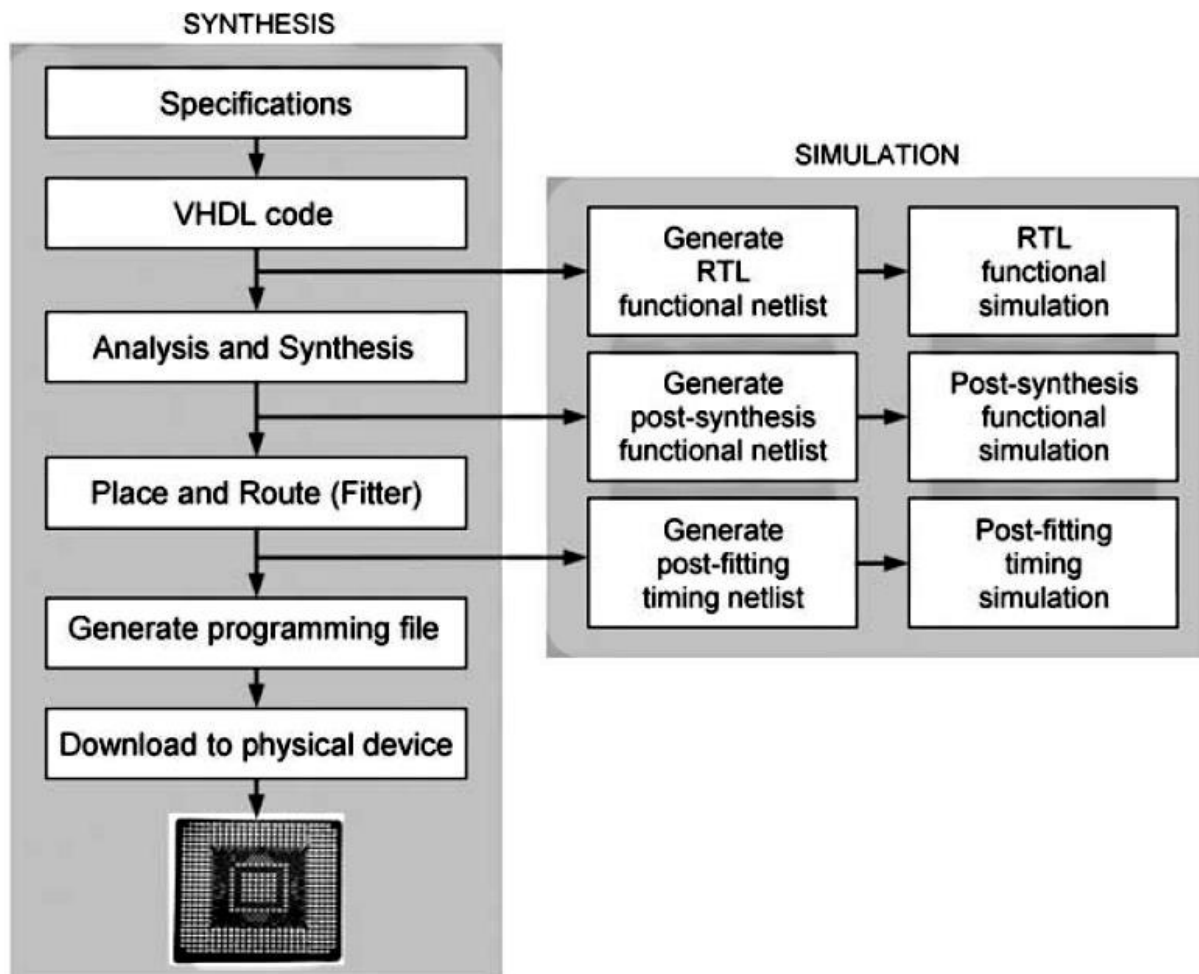 SYNTHESIS
Specifications
VHDL code
Analysis and Synthesis
Place and Route (Fitter)
Generate programming file
Download to physical device
SIMULATION
Generate
RTL
functional netlist
RTL
functional
simulation
Generate
post-synthesis
functional netlist
Post-synthesis
functional
simulation
Generate
post-fitting
timing netlist
Post-fitting
timing
simulation